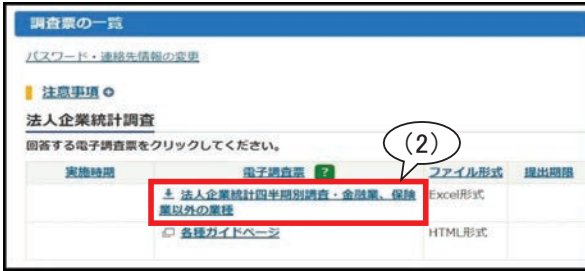 調査票の一覧
パスワード・連絡先情報の変更
注意事項
法人企業統計調査
回答する電子調査票をクリックしてください。
(2)
実施時期 電子調査票 ? ファイル形式 提出期限
法人企業統計四半期別調査・金融業、保険 Excel形式
業以外の業種
各種ガイドページ HTML形式